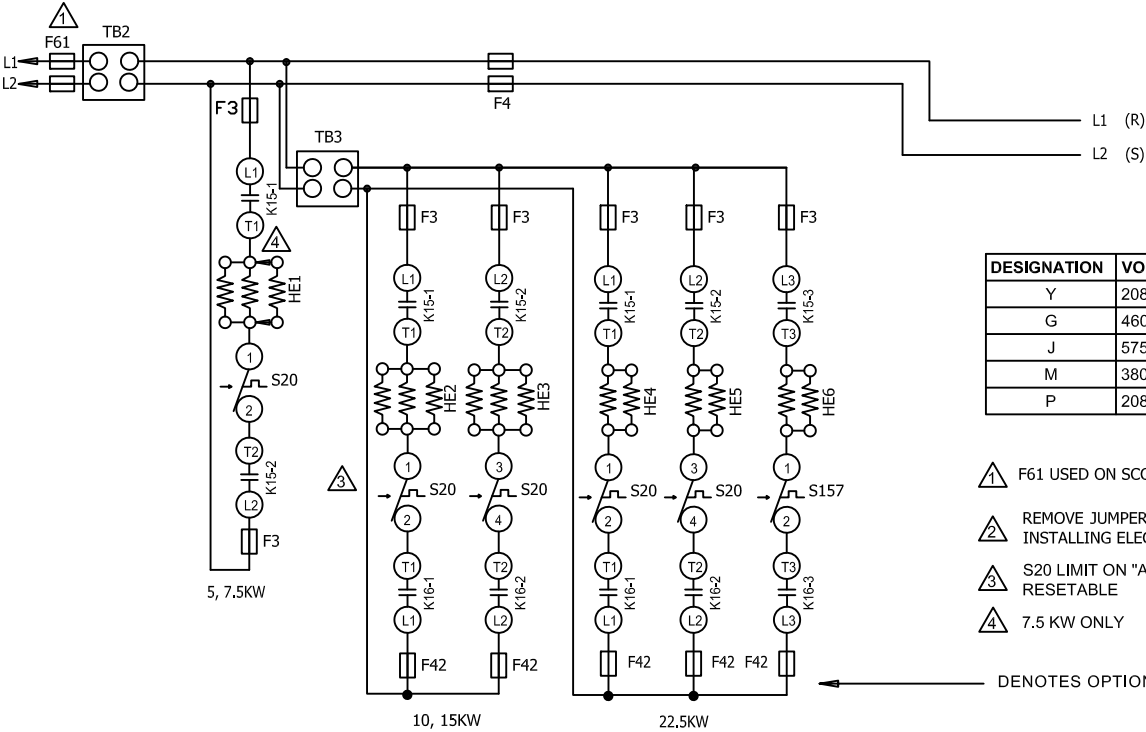 1
F61
TB2
L1
L2
F4
L1 (R)
L2 (S)
F3
TB3
L1
K15-1
T1
4
HE1
1
S20
2
T2
K15-2
L2
F3
5, 7.5KW
F3 F3 F3 F3 F3
L1 L2 L1 L2 L3
K15-1 K15-2 K15-1 K15-2 K15-3
T1 T2 T1 T2 T3
HE2 HE3 HE4 HE5 HE6
3
1 3 1 3 1
S20 S20 S20 S20 S157
2 4 2 4 2
T1 T2 T1 T2 T3
K16-1 K16-2 K16-1 K16-2 K16-3
L1 L2 L1 L2 L3
F42 F42 F42 F42 F42
10, 15KW
22.5KW
DESIGNATION VO
Y 208
G 460
J 575
M 380
P 208
1 F61 USED ON SCC
2 REMOVE JUMPER
INSTALLING ELEC
3 S20 LIMIT ON "A
RESETABLE
4 7.5 KW ONLY
DENOTES OPTION